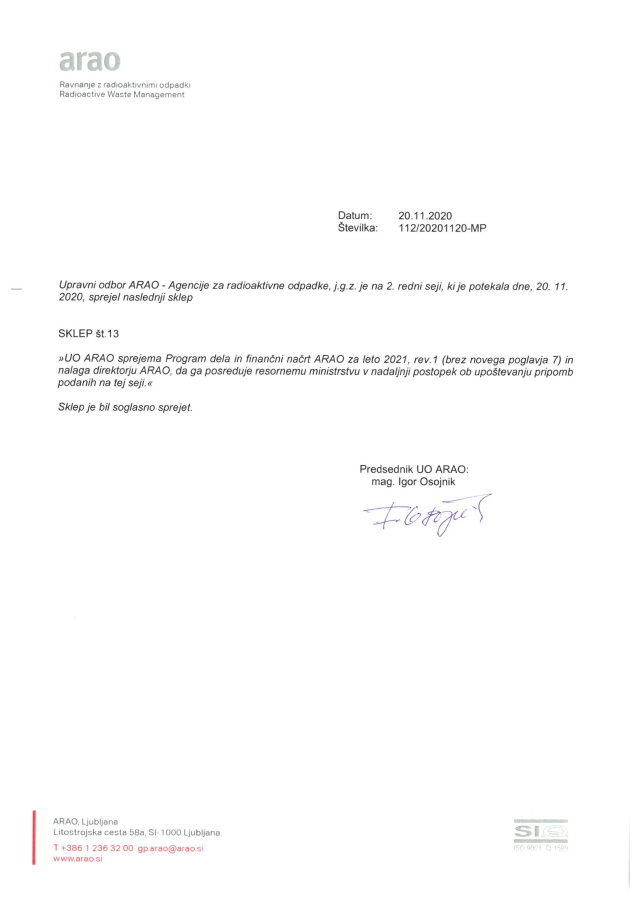 arao
Ravnanje z radioaktivnimi odpadki
Radioactive Waste Management
Datum: 20.11.2020
Številka: 112/20201120-MP
Upravni odbor ARAO - Agencije za radioaktivne odpadke, j.g.z. je na 2. redni seji, ki je potekala dne, 20. 11.
2020, sprejel naslednji sklep
SKLEP št.13
»UO ARAO sprejema Program dela in finančni načrt ARAO za leto 2021, rev.1 (brez novega poglavja 7) in
nalaga direktorju ARAO, da ga posreduje resornemu ministrstvu v nadaljnji postopek ob upoštevanju pripomb
podanih na tej seji.«
Sklep je bil soglasno sprejet.
Predsednik UO ARAO:
mag. Igor Osojnik
ARAO, Ljubljana
Litostrojska cesta 58a, SI-1000 Ljubljana
T +386 1 236 32 00 gp.arao@arao.si
www.arao.si
SIQ
ISO 9001